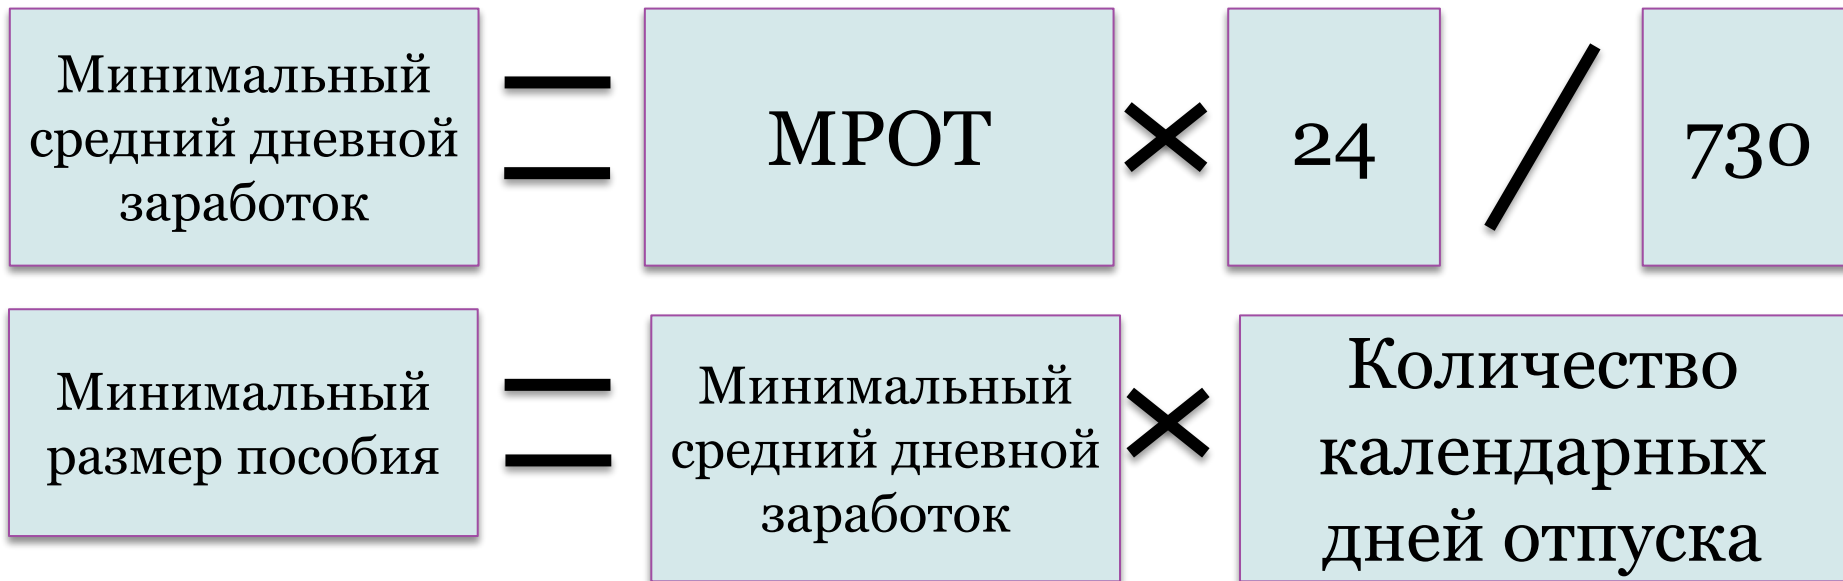 Минимальный
средний дневной
заработок
МРОТ
24
730
Минимальный
размер пособия
Минимальный
средний дневной
заработок
Количество
календарных
дней отпуска